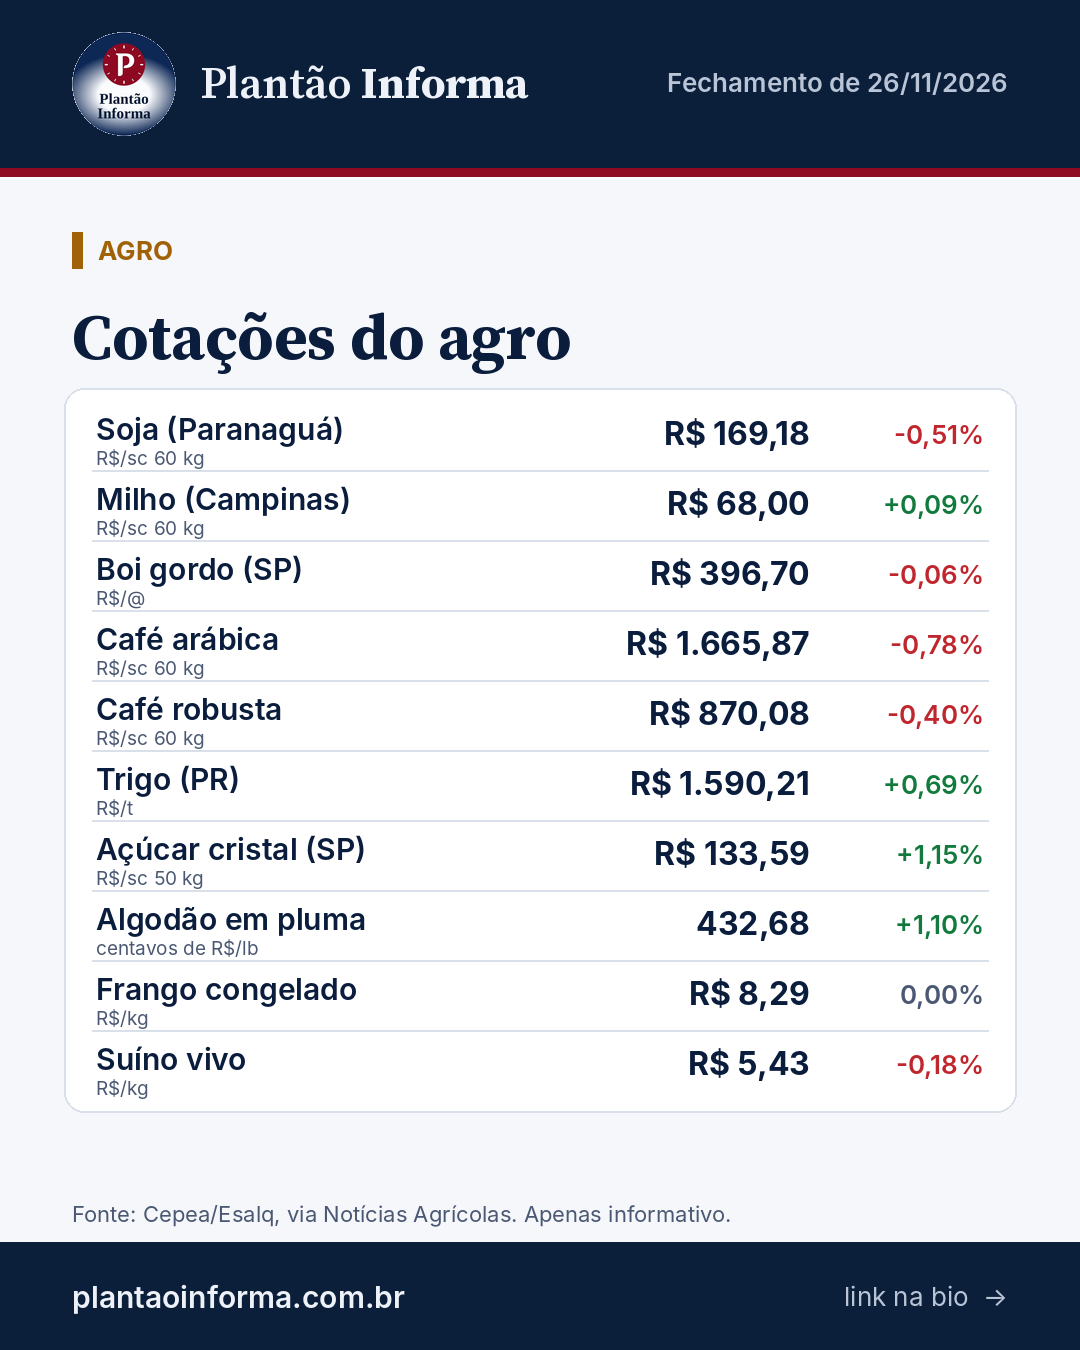 P
Plantão
Informa
Plantão Informa
Fechamento de 26/11/2026
AGRO
Cotações do agro
Soja (Paranaguá) R$ 169,18 -0,51%
R$/sc 60 kg
Milho (Campinas) R$ 68,00 +0,09%
R$/sc 60 kg
Boi gordo (SP) R$ 396,70 -0,06%
R$/@
Café arábica R$ 1.665,87 -0,78%
R$/sc 60 kg
Café robusta R$ 870,08 -0,40%
R$/sc 60 kg
Trigo (PR) R$ 1.590,21 +0,69%
R$/t
Açúcar cristal (SP) R$ 133,59 +1,15%
R$/sc 50 kg
Algodão em pluma 432,68 +1,10%
centavos de R$/lb
Frango congelado R$ 8,29 0,00%
R$/kg
Suíno vivo R$ 5,43 -0,18%
R$/kg
Fonte: Cepea/Esalq, via Notícias Agrícolas. Apenas informativo.
plantaoinforma.com.br
link na bio →